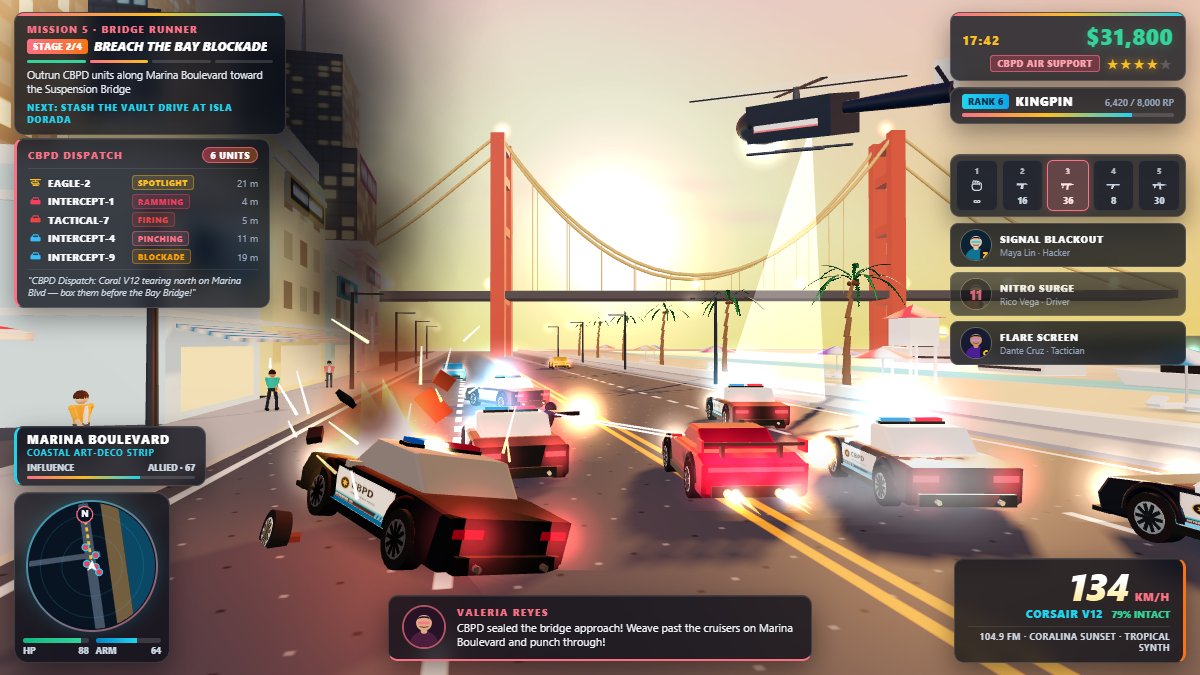 MISSION 5 · BRIDGE RUNNER
STAGE 2/4 BREACH THE BAY BLOCKADE
Outrun CBPD units along Marina Boulevard toward
the Suspension Bridge
NEXT: STASH THE VAULT DRIVE AT ISLA
DORADA
CBPD DISPATCH 6 UNITS
EAGLE-2 SPOTLIGHT 21 m
INTERCEPT-1 RAMMING 4 m
TACTICAL-7 FIRING 5 m
INTERCEPT-4 PINCHING 11 m
INTERCEPT-9 BLOCKADE 19 m
"CBPD Dispatch: Coral V12 tearing north on Marina
Blvd — box them before the Bay Bridge!"
17:42 $31,800
CBPD AIR SUPPORT ★★★★★
RANK 6 KINGPIN 6,420 / 8,000 RP
1 2 3 4 5
∞ 16 36 8 30
SIGNAL BLACKOUT
Maya Lin · Hacker
11 NITRO SURGE
Rico Vega · Driver
FLARE SCREEN
Dante Cruz · Tactician
CBPD
CBPD
MARINA BOULEVARD
COASTAL ART-DECO STRIP
INFLUENCE ALLIED · 67
N
HP 88 ARM 64
VALERIA REYES
CBPD sealed the bridge approach! Weave past the cruisers on Marina
Boulevard and punch through!
134 KM/H
CORSAIR V12 79% INTACT
104.9 FM · CORALINA SUNSET · TROPICAL
SYNTH